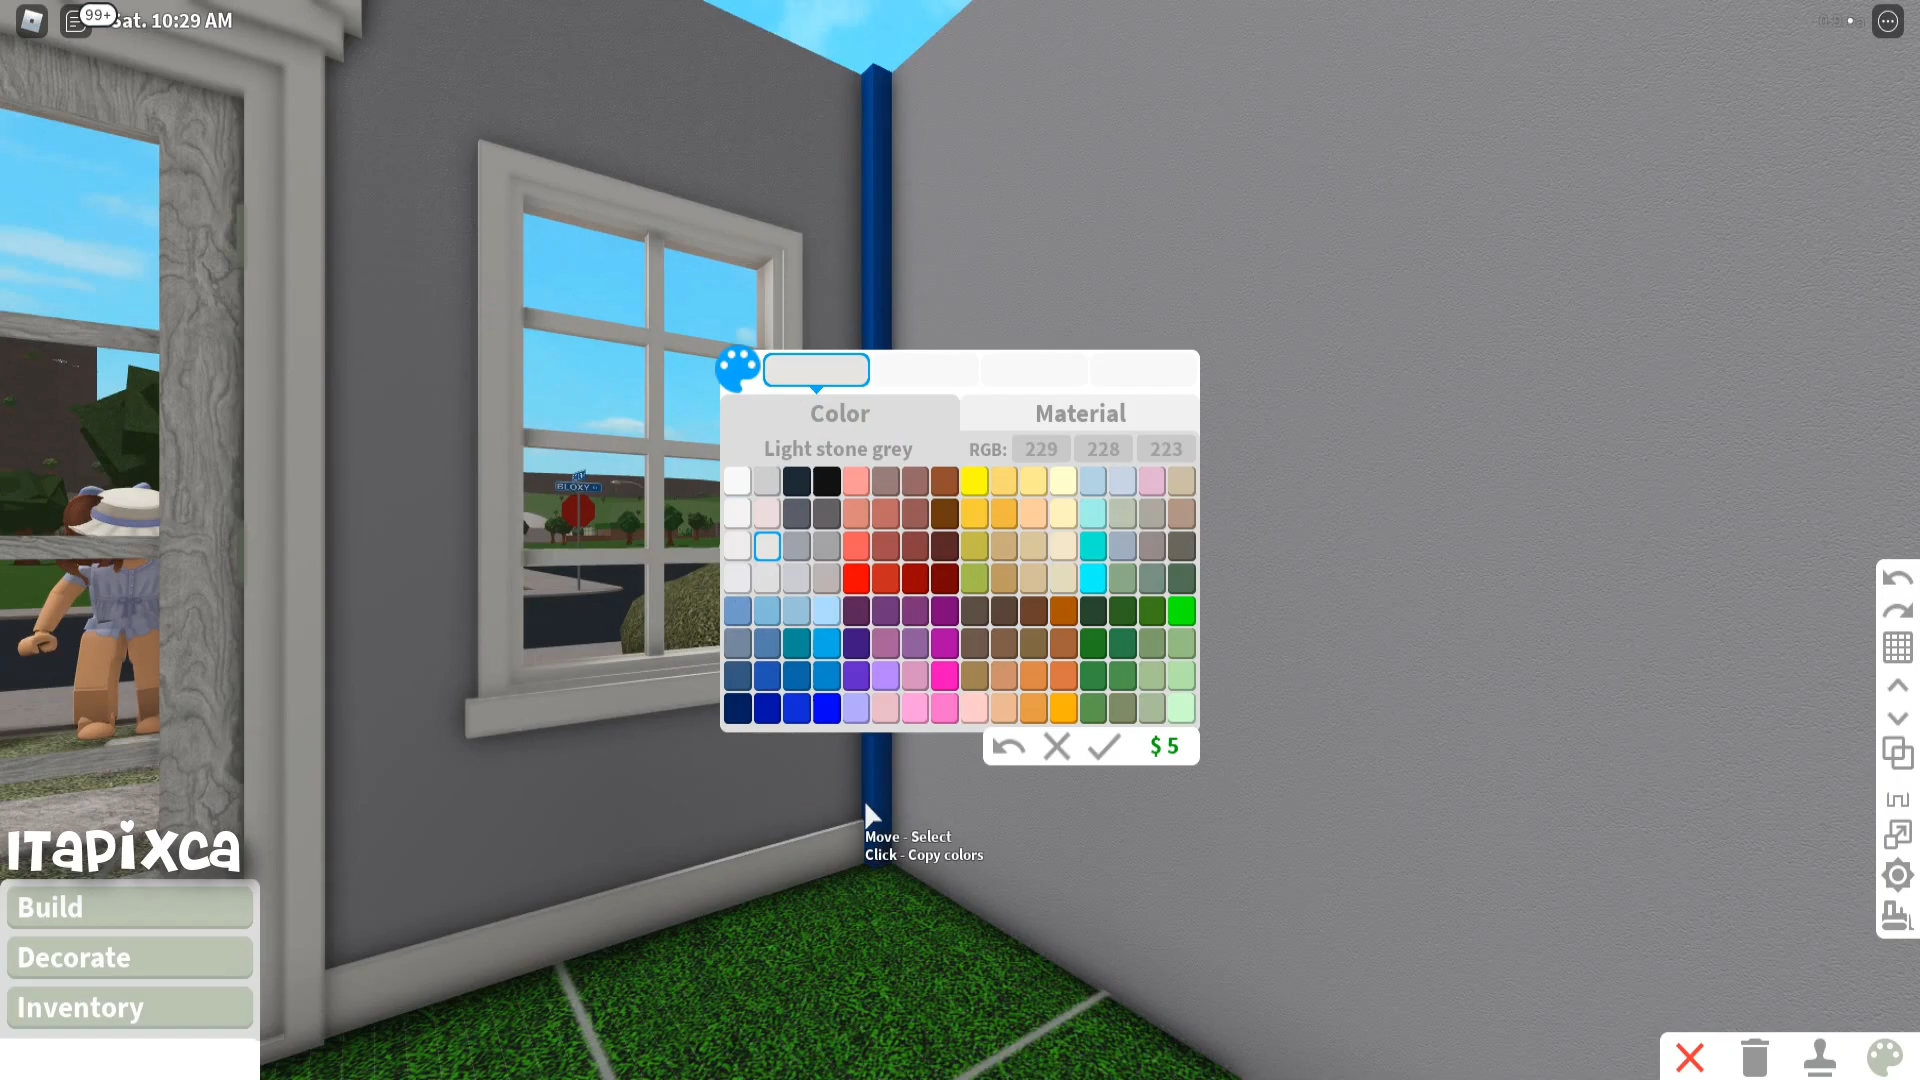 99+
Sat. 10:29 AM
BLOXY
Color
Material
Light stone grey
RGB: 229 228 223
$ 5
Move - Select
Click - Copy colors
ITapixca
Build
Decorate
Inventory